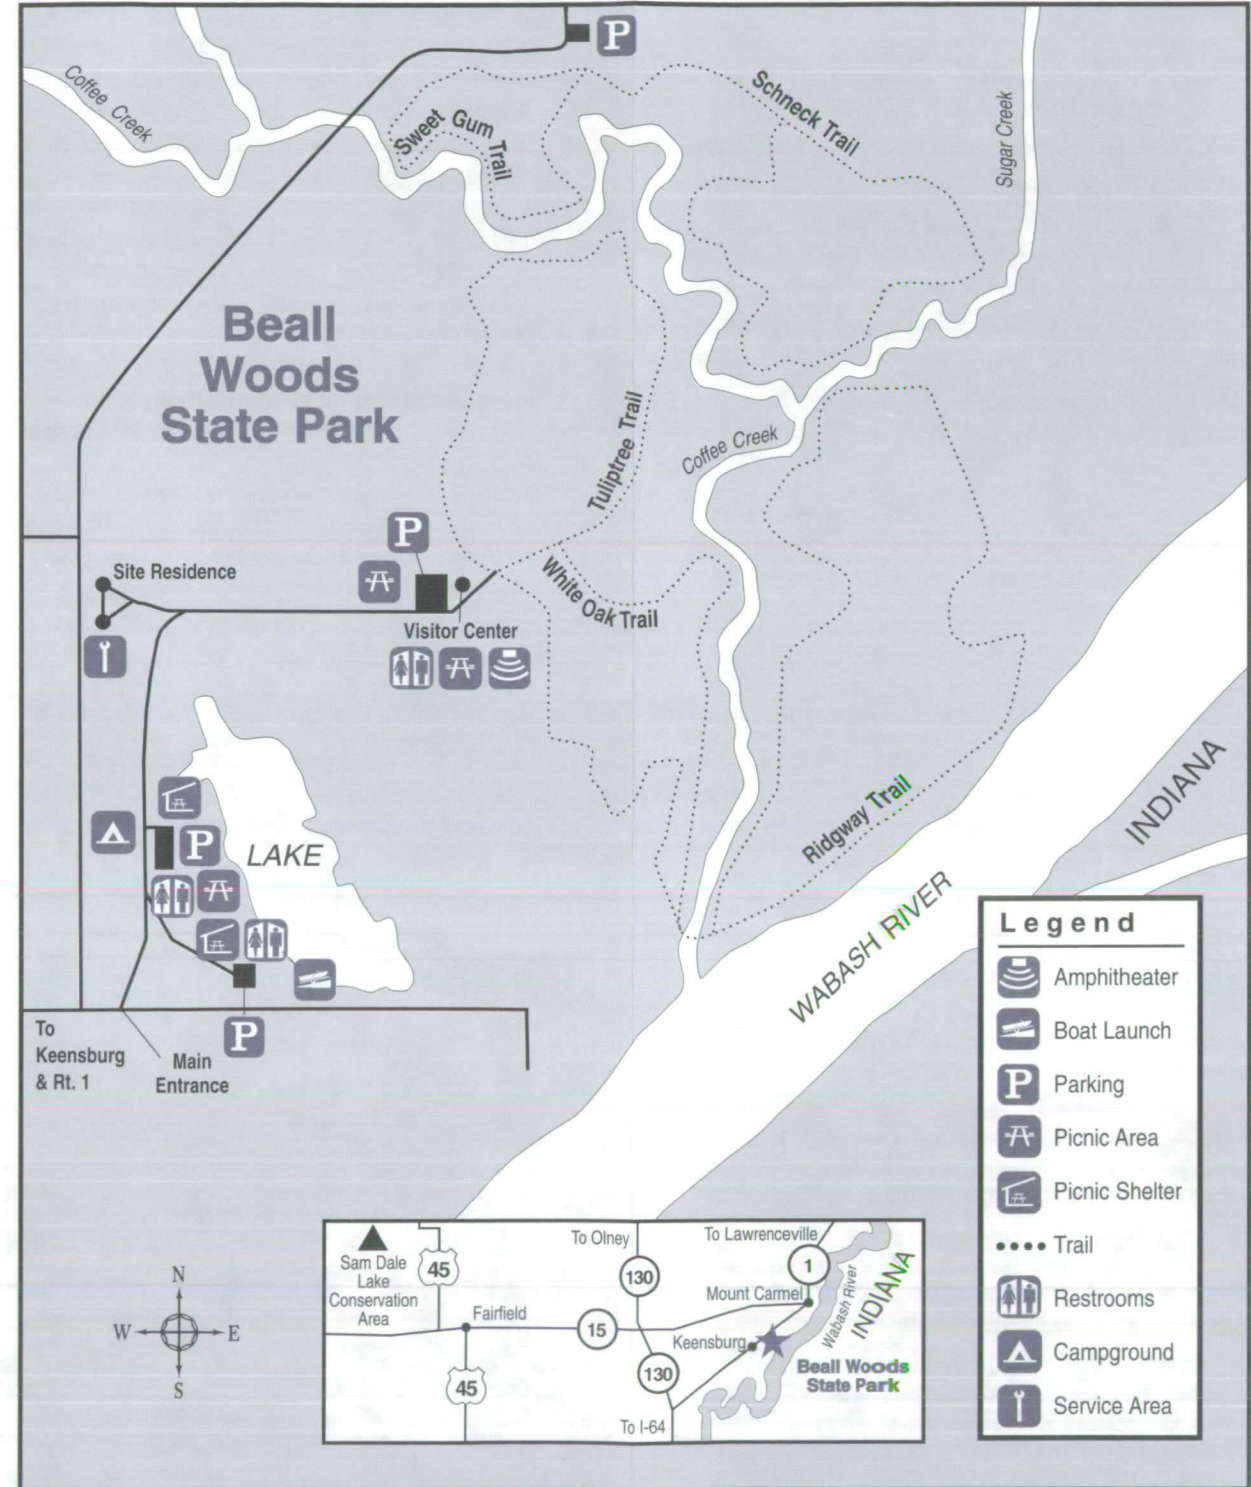 P
Coffee Creek
Sweet Gum Trail
Schneck Trail
Sugar Creek
Beall
Woods
State Park
Tuliptree Trail
Coffee Creek
P
Site Residence
White Oak Trail
Visitor Center
INDIANA
Ridgway Trail
P
LAKE
WABASH RIVER
P
To
Keensburg
& Rt. 1
Main
Entrance
Legend
Amphitheater
Boat Launch
P Parking
Picnic Area
Picnic Shelter
Trail
Restrooms
Campground
Service Area
N
W E
S
Sam Dale
Lake
Conservation
Area
45
Fairfield
45
15
To Olney
130
130
To I-64
To Lawrenceville
1
Mount Carmel
Keensburg
Wabash River
INDIANA
Beall Woods
State Park